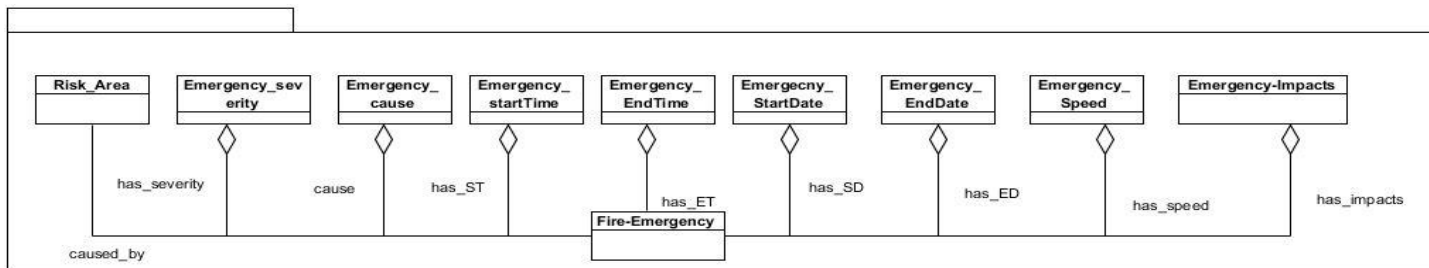 Risk_Area
Emergency_sev
erity
Emergency_
cause
Emergency_
startTime
Emergency_
EndTime
Emergecny_
StartDate
Emergency_
EndDate
Emergency_
Speed
Emergency-Impacts
has_severity
cause
has_ST
has_ET
has_SD
has_ED
has_speed
has_impacts
Fire-Emergency
caused_by